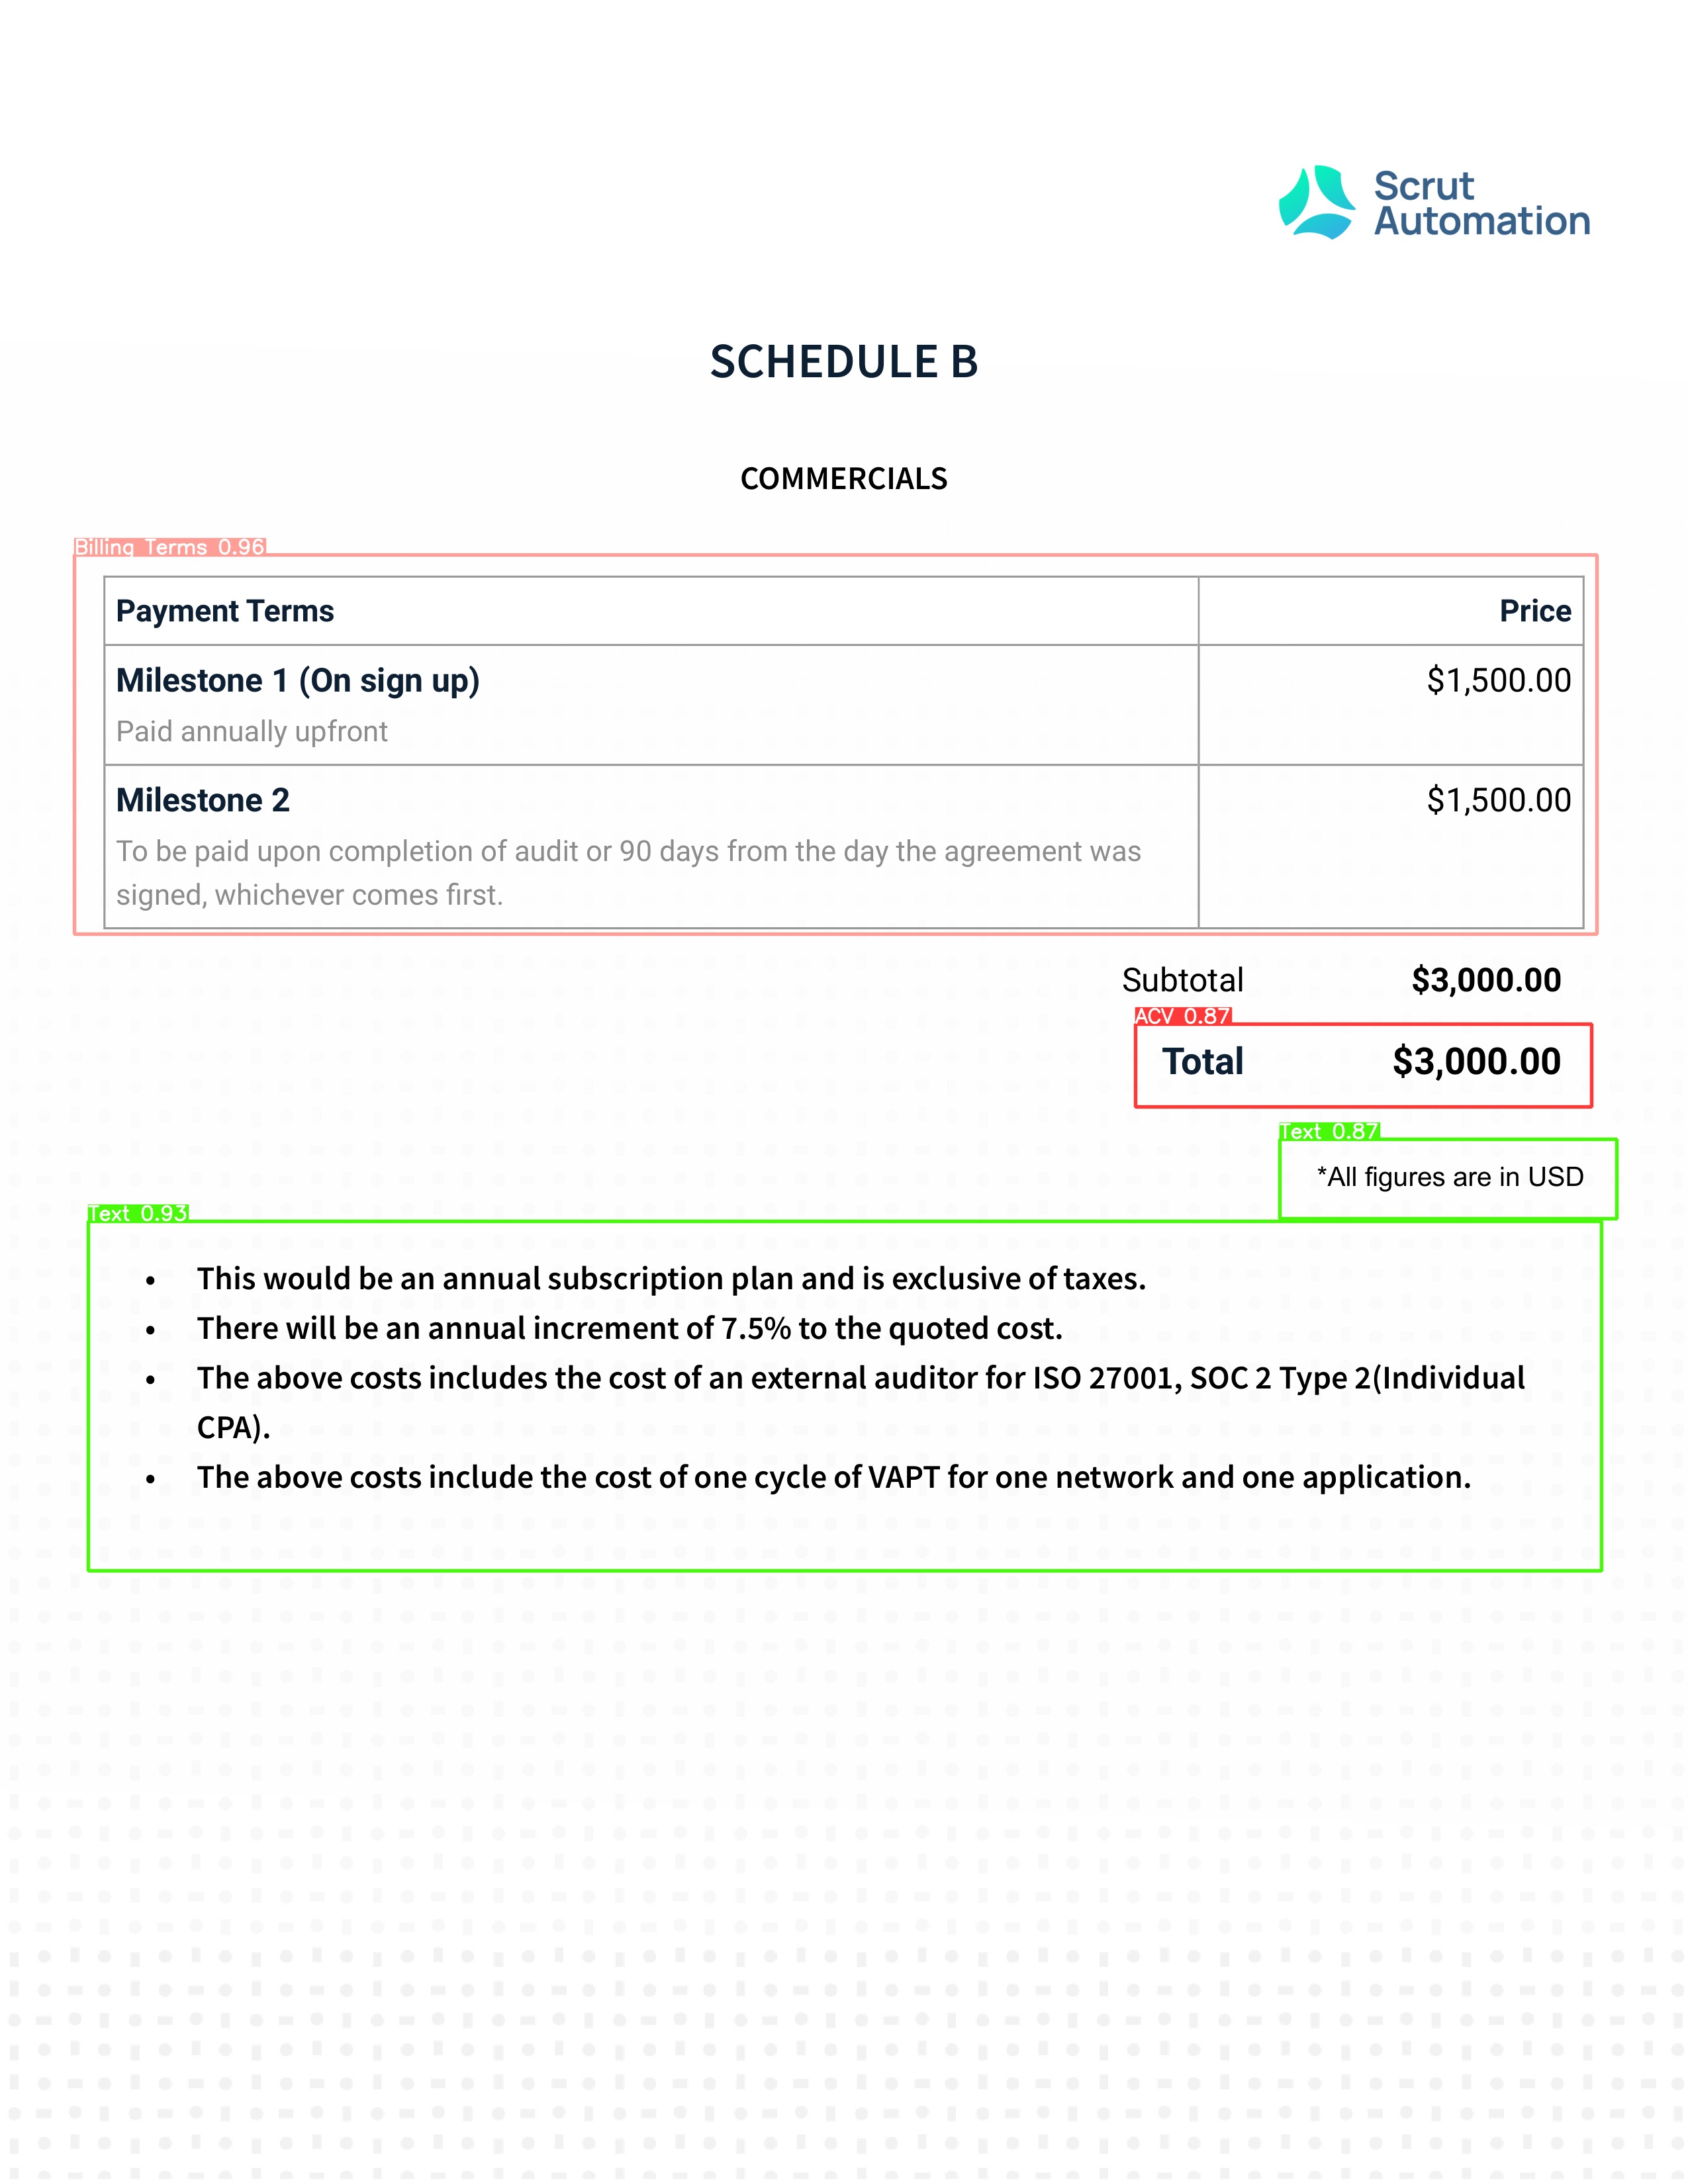 Scrut
Automation
SCHEDULE B
COMMERCIALS
Billing Terms 0.96
Payment Terms Price
Milestone 1 (On sign up) $1,500.00
Paid annually upfront
Milestone 2 $1,500.00
To be paid upon completion of audit or 90 days from the day the agreement was
signed, whichever comes first.
Subtotal $3,000.00
ACV 0.87
Total $3,000.00
Text 0.87
*All figures are in USD
Text 0.93
• This would be an annual subscription plan and is exclusive of taxes.
• There will be an annual increment of 7.5% to the quoted cost.
• The above costs includes the cost of an external auditor for ISO 27001, SOC 2 Type 2(Individual
CPA).
• The above costs include the cost of one cycle of VAPT for one network and one application.